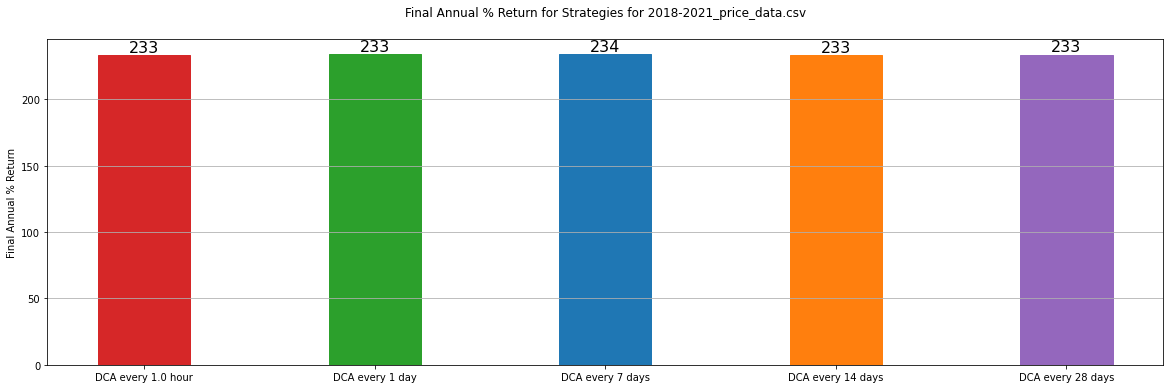 Final Annual % Return for Strategies for 2018-2021_price_data.csv
233 233 234 233 233
Final Annual % Return
200
150
100
50
0
DCA every 1.0 hour DCA every 1 day DCA every 7 days DCA every 14 days DCA every 28 days